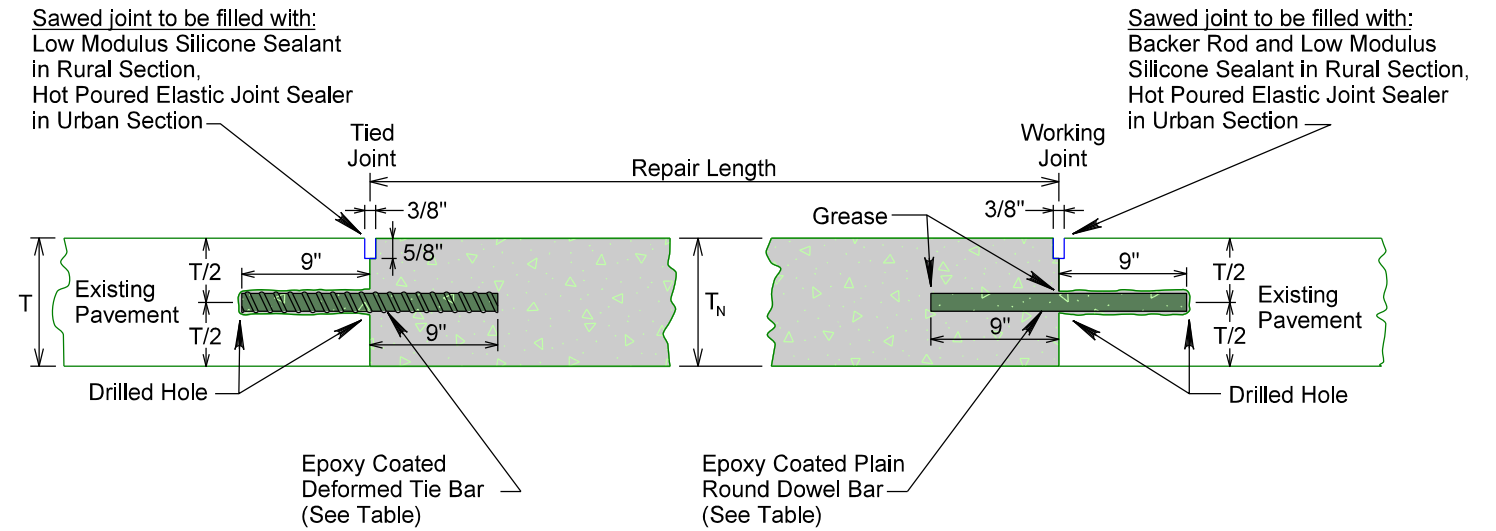 Sawed joint to be filled with:
Low Modulus Silicone Sealant
in Rural Section,
Hot Poured Elastic Joint Sealer
in Urban Section
Sawed joint to be filled with:
Backer Rod and Low Modulus
Silicone Sealant in Rural Section,
Hot Poured Elastic Joint Sealer
in Urban Section
Tied
Joint
Working
Joint
Repair Length
3/8"
Grease
3/8"
5/8"
T
Existing
Pavement
T/2
T/2
9"
9"
TN
9"
9"
T/2
T/2
Existing
Pavement
Drilled Hole
Drilled Hole
Epoxy Coated
Deformed Tie Bar
(See Table)
Epoxy Coated Plain
Round Dowel Bar
(See Table)